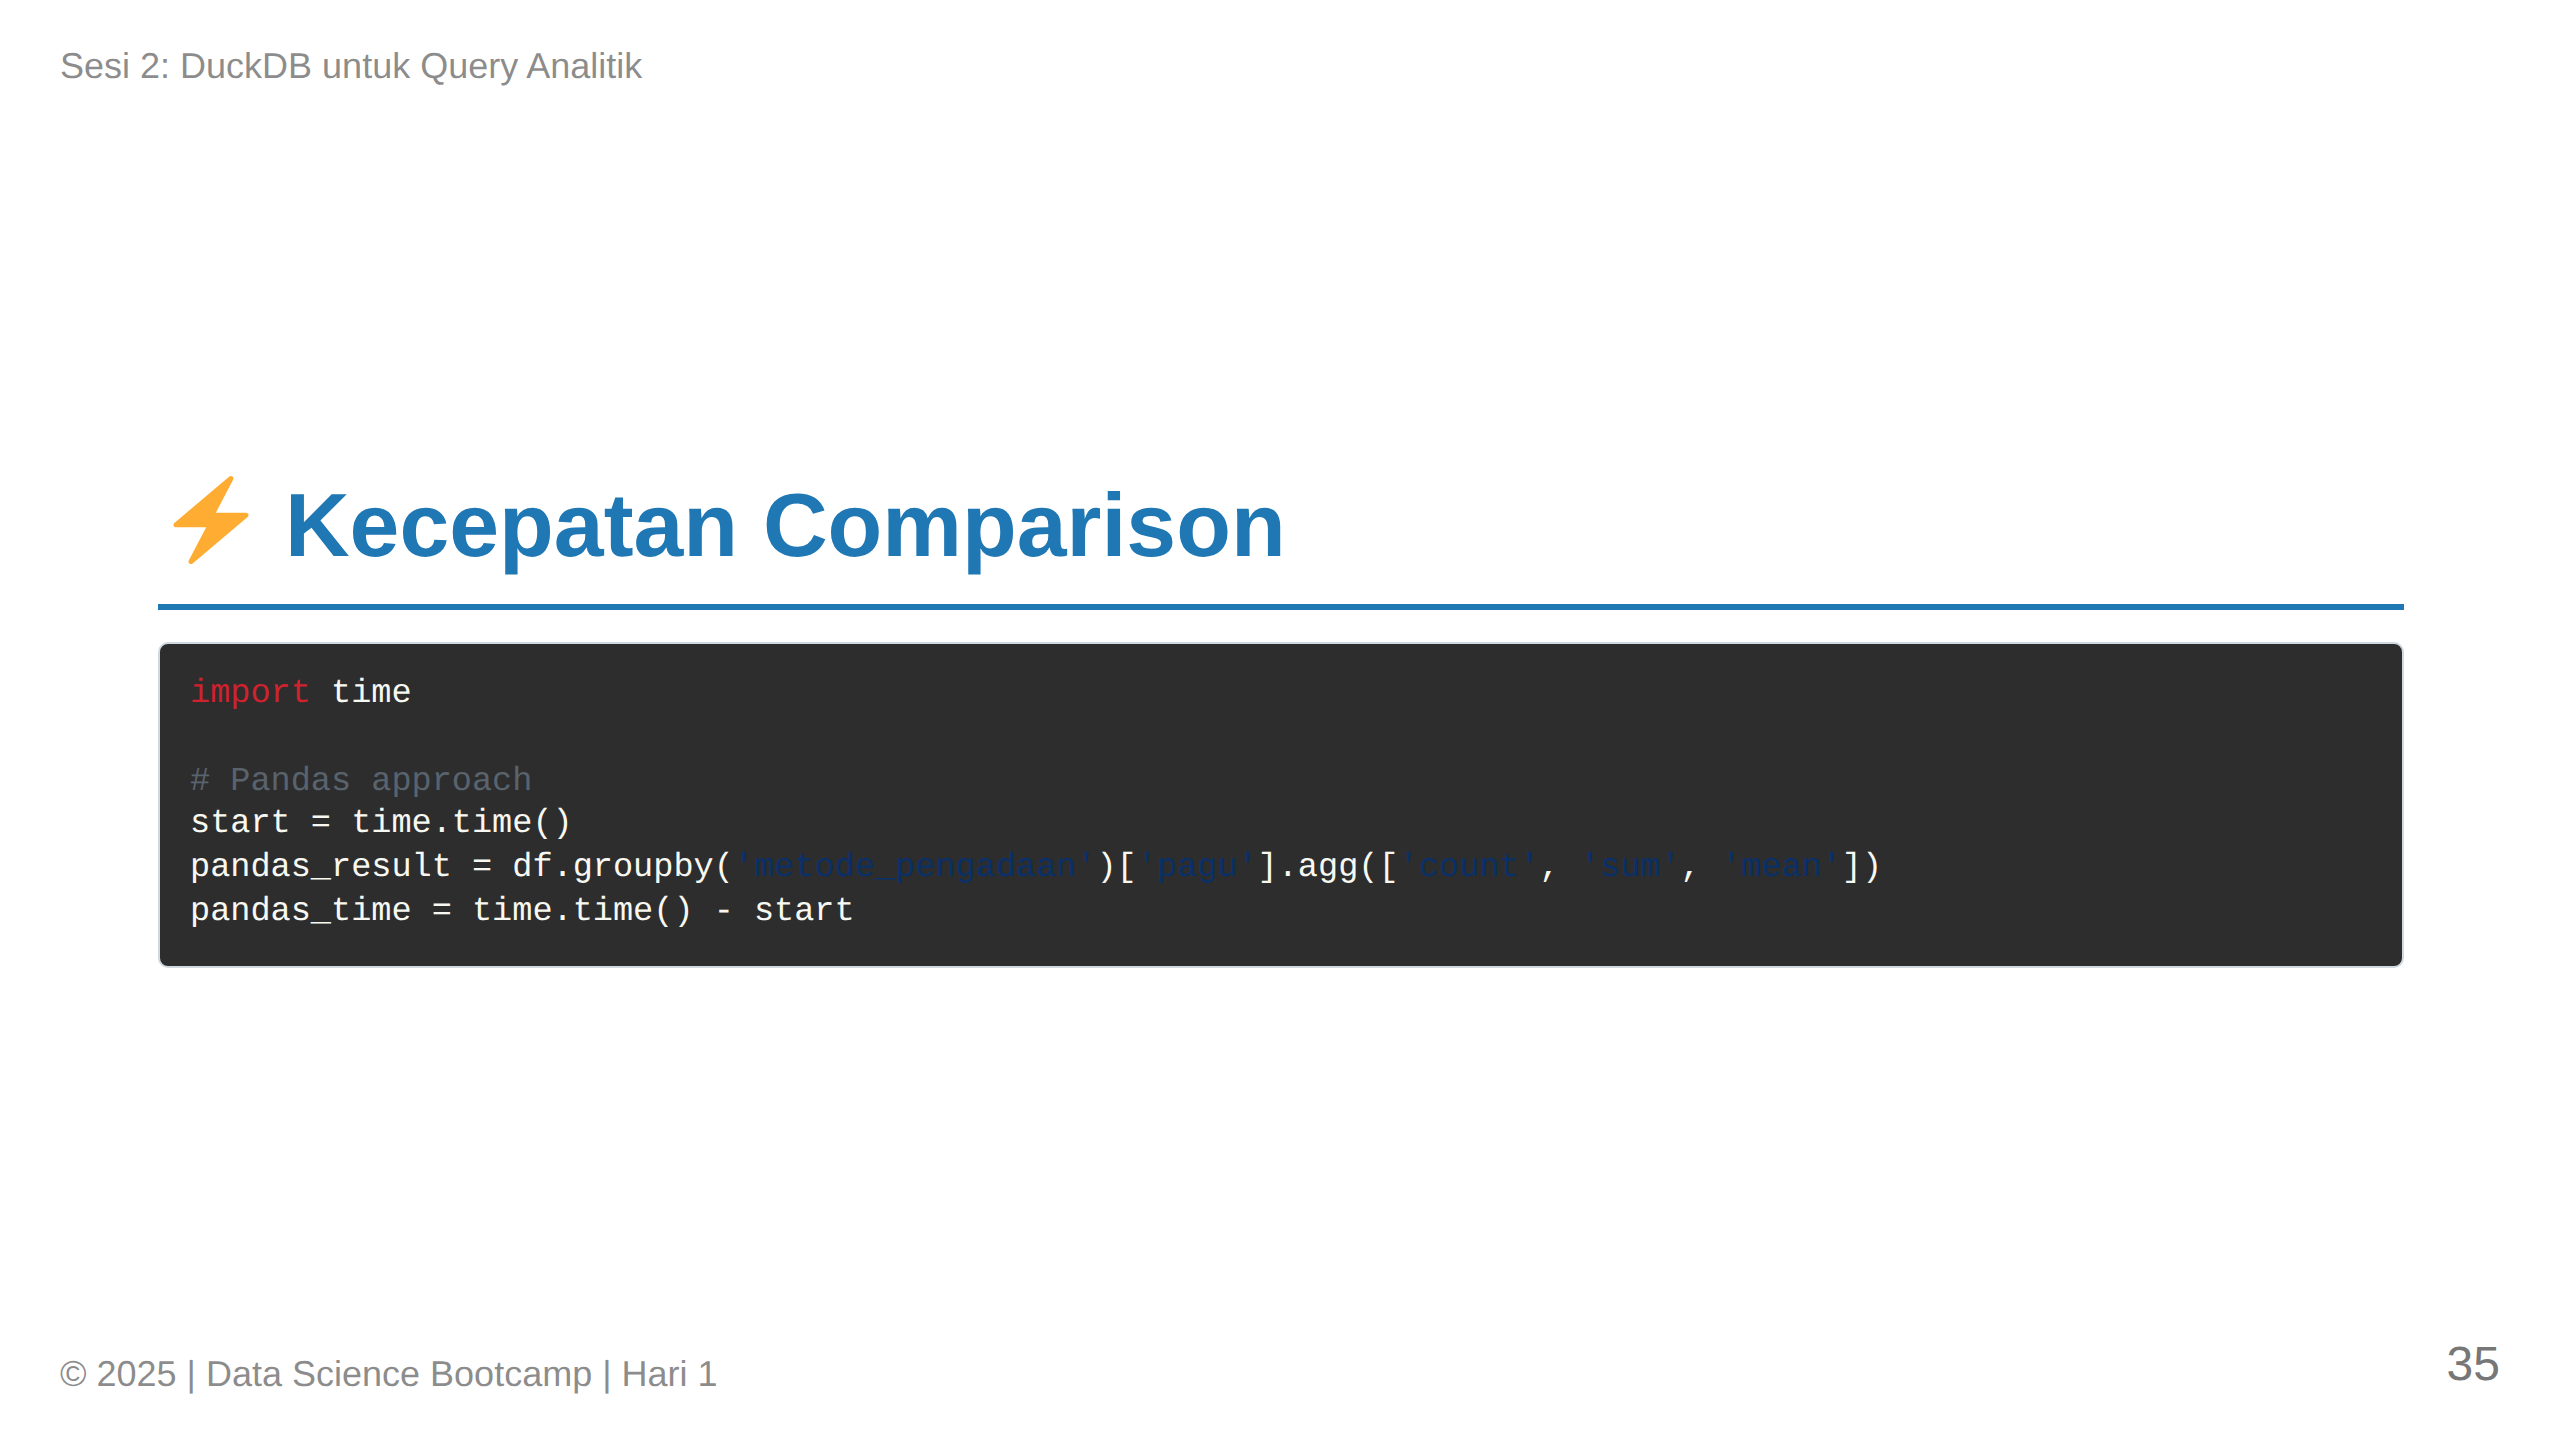 Sesi 2: DuckDB untuk Query Analitik
⚡ Kecepatan Comparison
import time
# Pandas approach
start = time.time()
pandas_result = df.groupby('metode_pengadaan')['pagu'].agg(['count', 'sum', 'mean'])
pandas_time = time.time() - start
© 2025 | Data Science Bootcamp | Hari 1
35